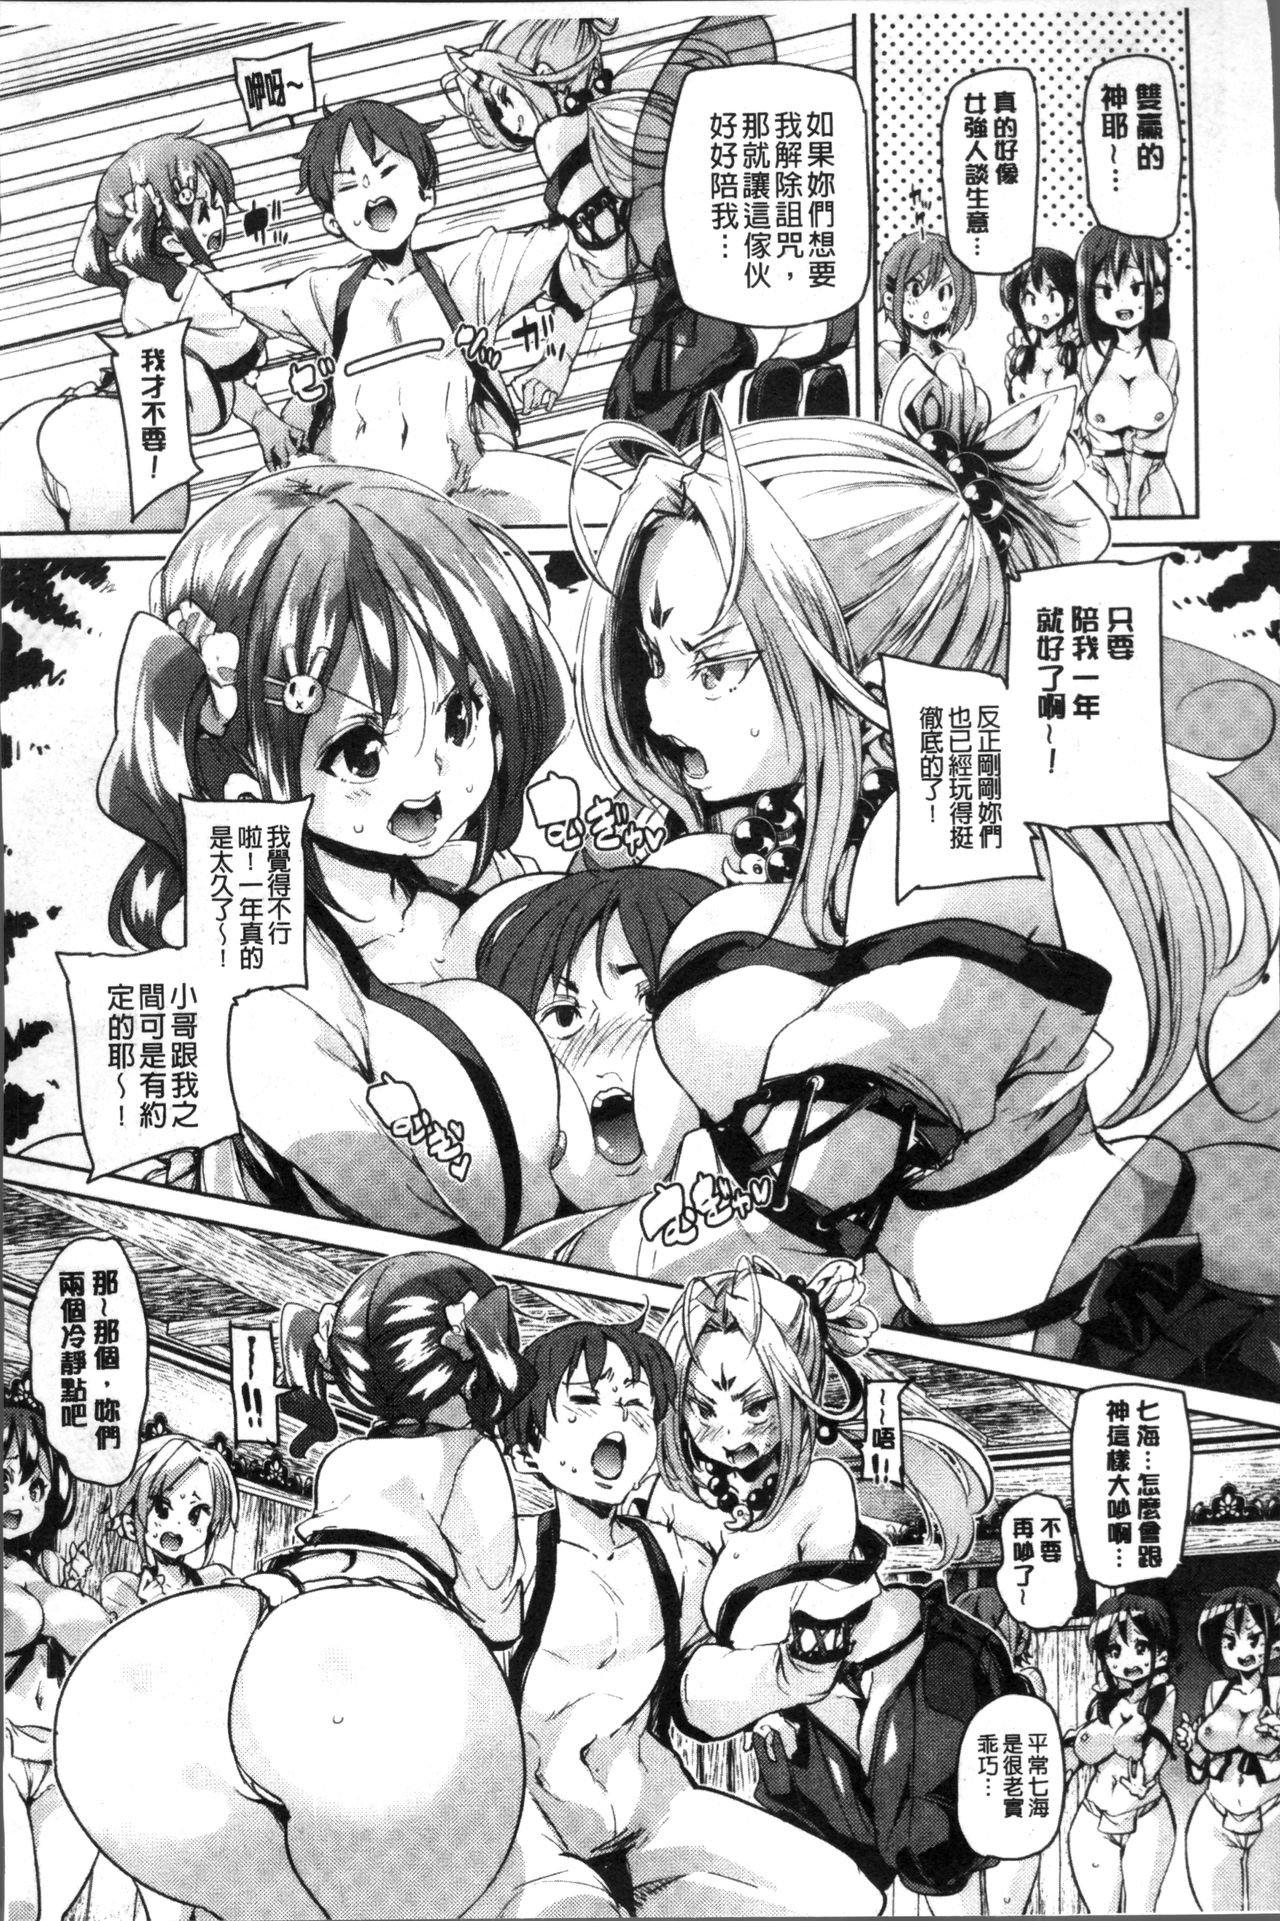 雙贏的
神耶～…
真的好像
女強人談生意…
如果妳們想要
我解除詛咒，
那就讓這傢伙
好好陪我…
咿呀～
我才不要！
只要
陪我一年
就好了啊～！
反正剛剛妳們
也已經玩得挺
徹底的了！
我覺得不行
啦！一年真的
是太久了～！
小哥跟我之
間可是有約
定的耶～！
七海…怎麼會跟
神這樣大吵啊…
不要
再吵了～
～唔
!!
～!!
那～那個，妳們
兩個冷靜點吧
平常七海
是很老實
乖巧…